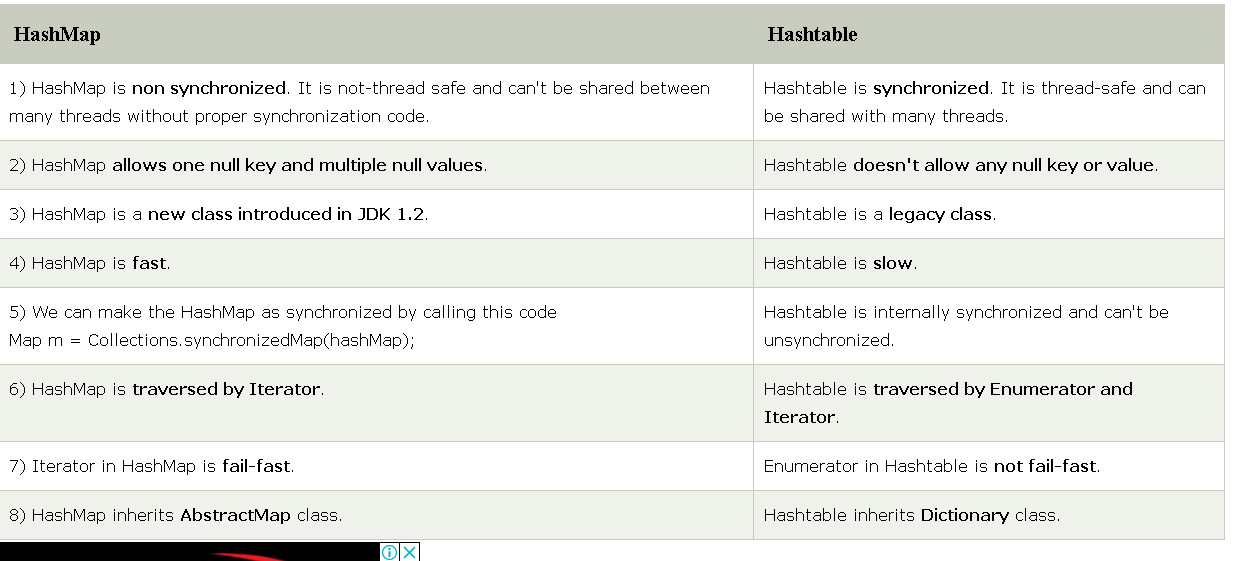 HashMap
Hashtable
1) HashMap is non synchronized. It is not-thread safe and can't be shared between
many threads without proper synchronization code.
Hashtable is synchronized. It is thread-safe and can
be shared with many threads.
2) HashMap allows one null key and multiple null values.
Hashtable doesn't allow any null key or value.
3) HashMap is a new class introduced in JDK 1.2.
Hashtable is a legacy class.
4) HashMap is fast.
Hashtable is slow.
5) We can make the HashMap as synchronized by calling this code
Map m = Collections.synchronizedMap(hashMap);
Hashtable is internally synchronized and can't be
unsynchronized.
6) HashMap is traversed by Iterator.
Hashtable is traversed by Enumerator and
Iterator.
7) Iterator in HashMap is fail-fast.
Enumerator in Hashtable is not fail-fast.
8) HashMap inherits AbstractMap class.
Hashtable inherits Dictionary class.